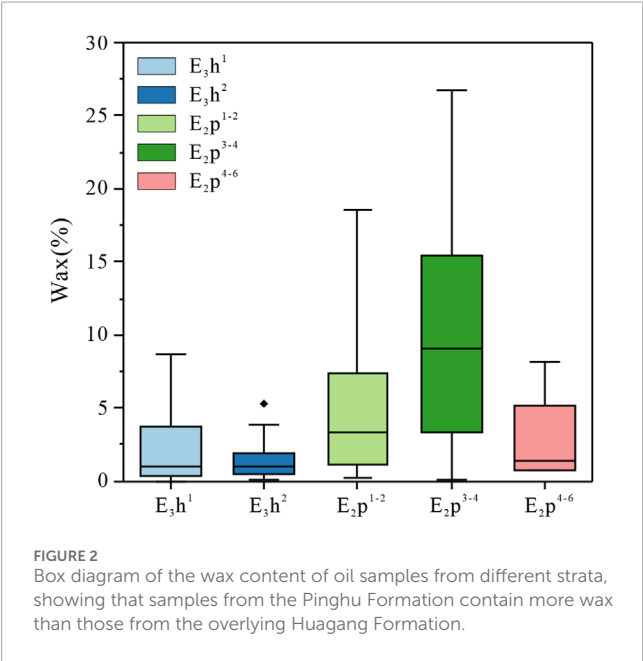 30
25
20
15
10
5
0
Wax(%)
E₃h¹
E₃h²
E₂p¹⁻²
E₂p³⁻⁴
E₂p⁴⁻⁶
E₃h¹ E₃h² E₂p¹⁻² E₂p³⁻⁴ E₂p⁴⁻⁶
FIGURE 2
Box diagram of the wax content of oil samples from different strata,
showing that samples from the Pinghu Formation contain more wax
than those from the overlying Huagang Formation.